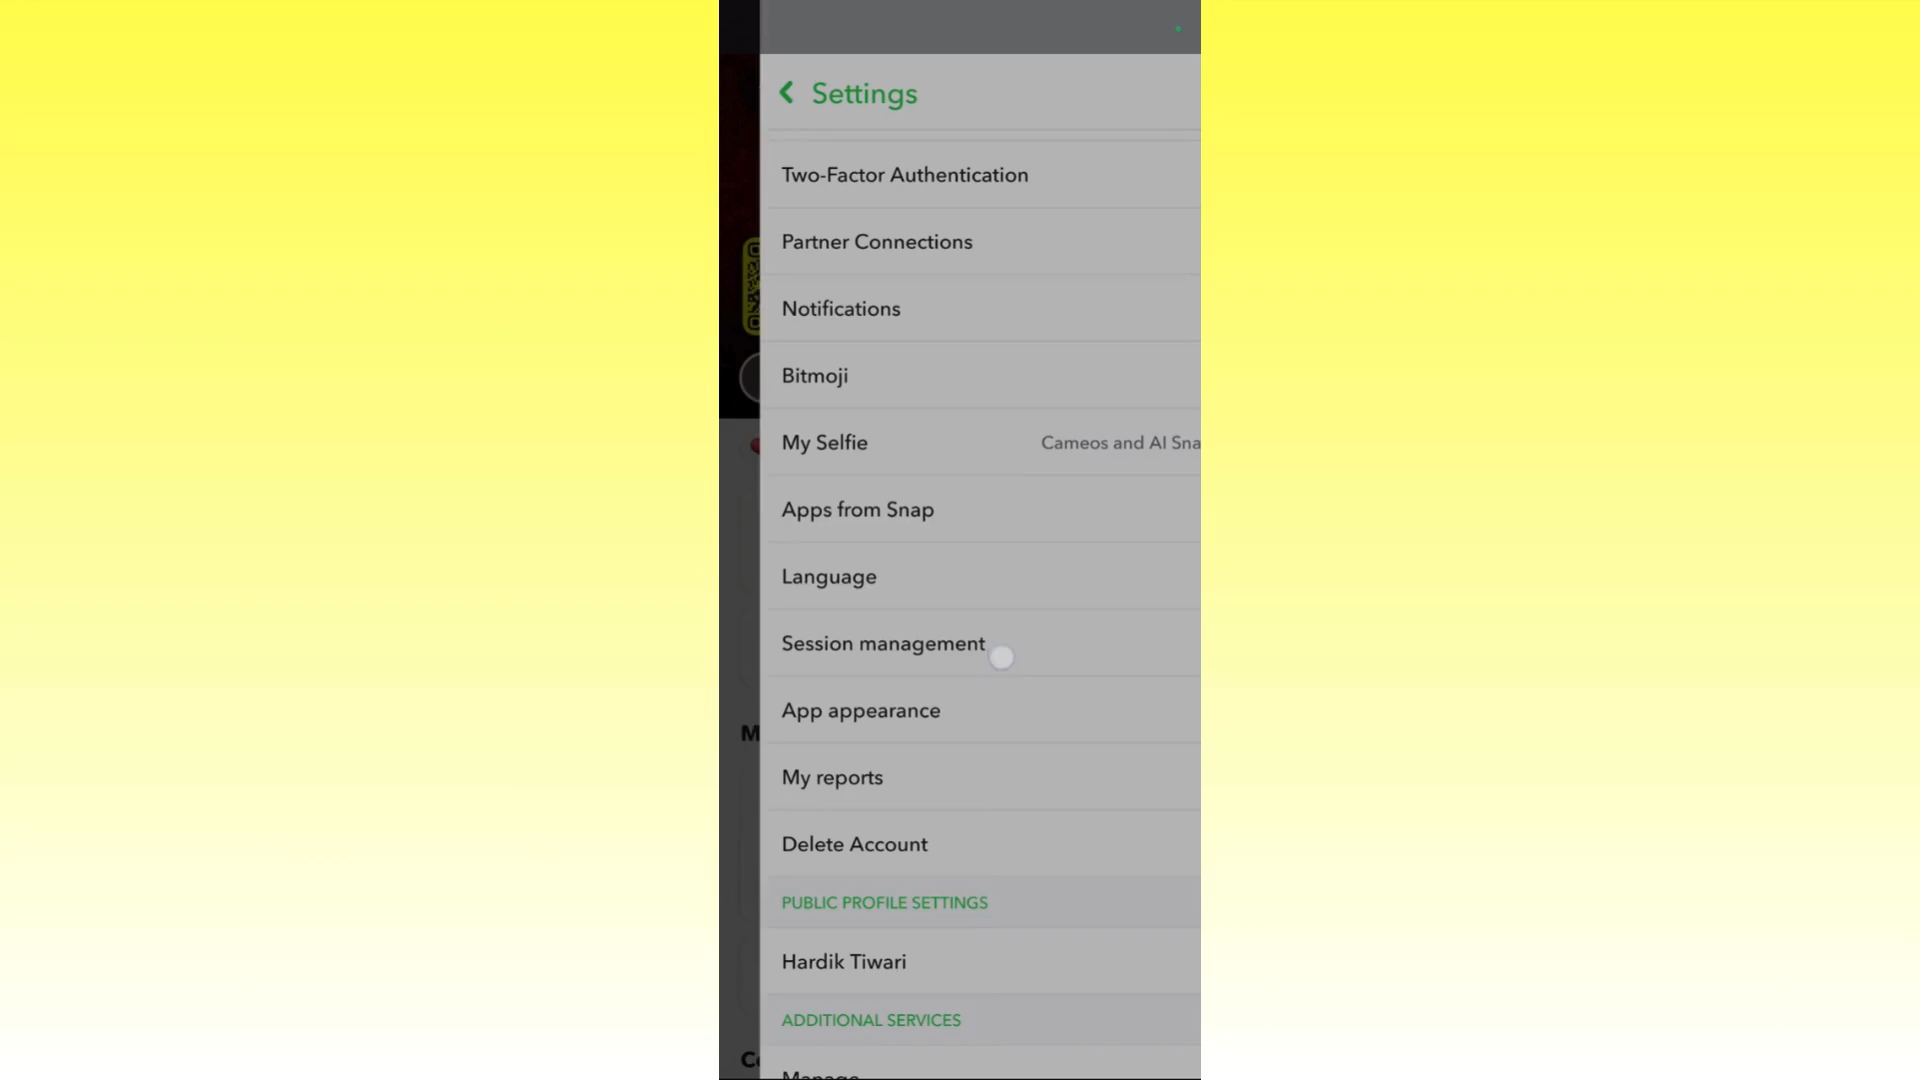 Settings
Two-Factor Authentication
Partner Connections
Notifications
Bitmoji
My Selfie
Cameos and AI Sna
Apps from Snap
Language
Session management
App appearance
My reports
Delete Account
PUBLIC PROFILE SETTINGS
Hardik Tiwari
ADDITIONAL SERVICES
Manage